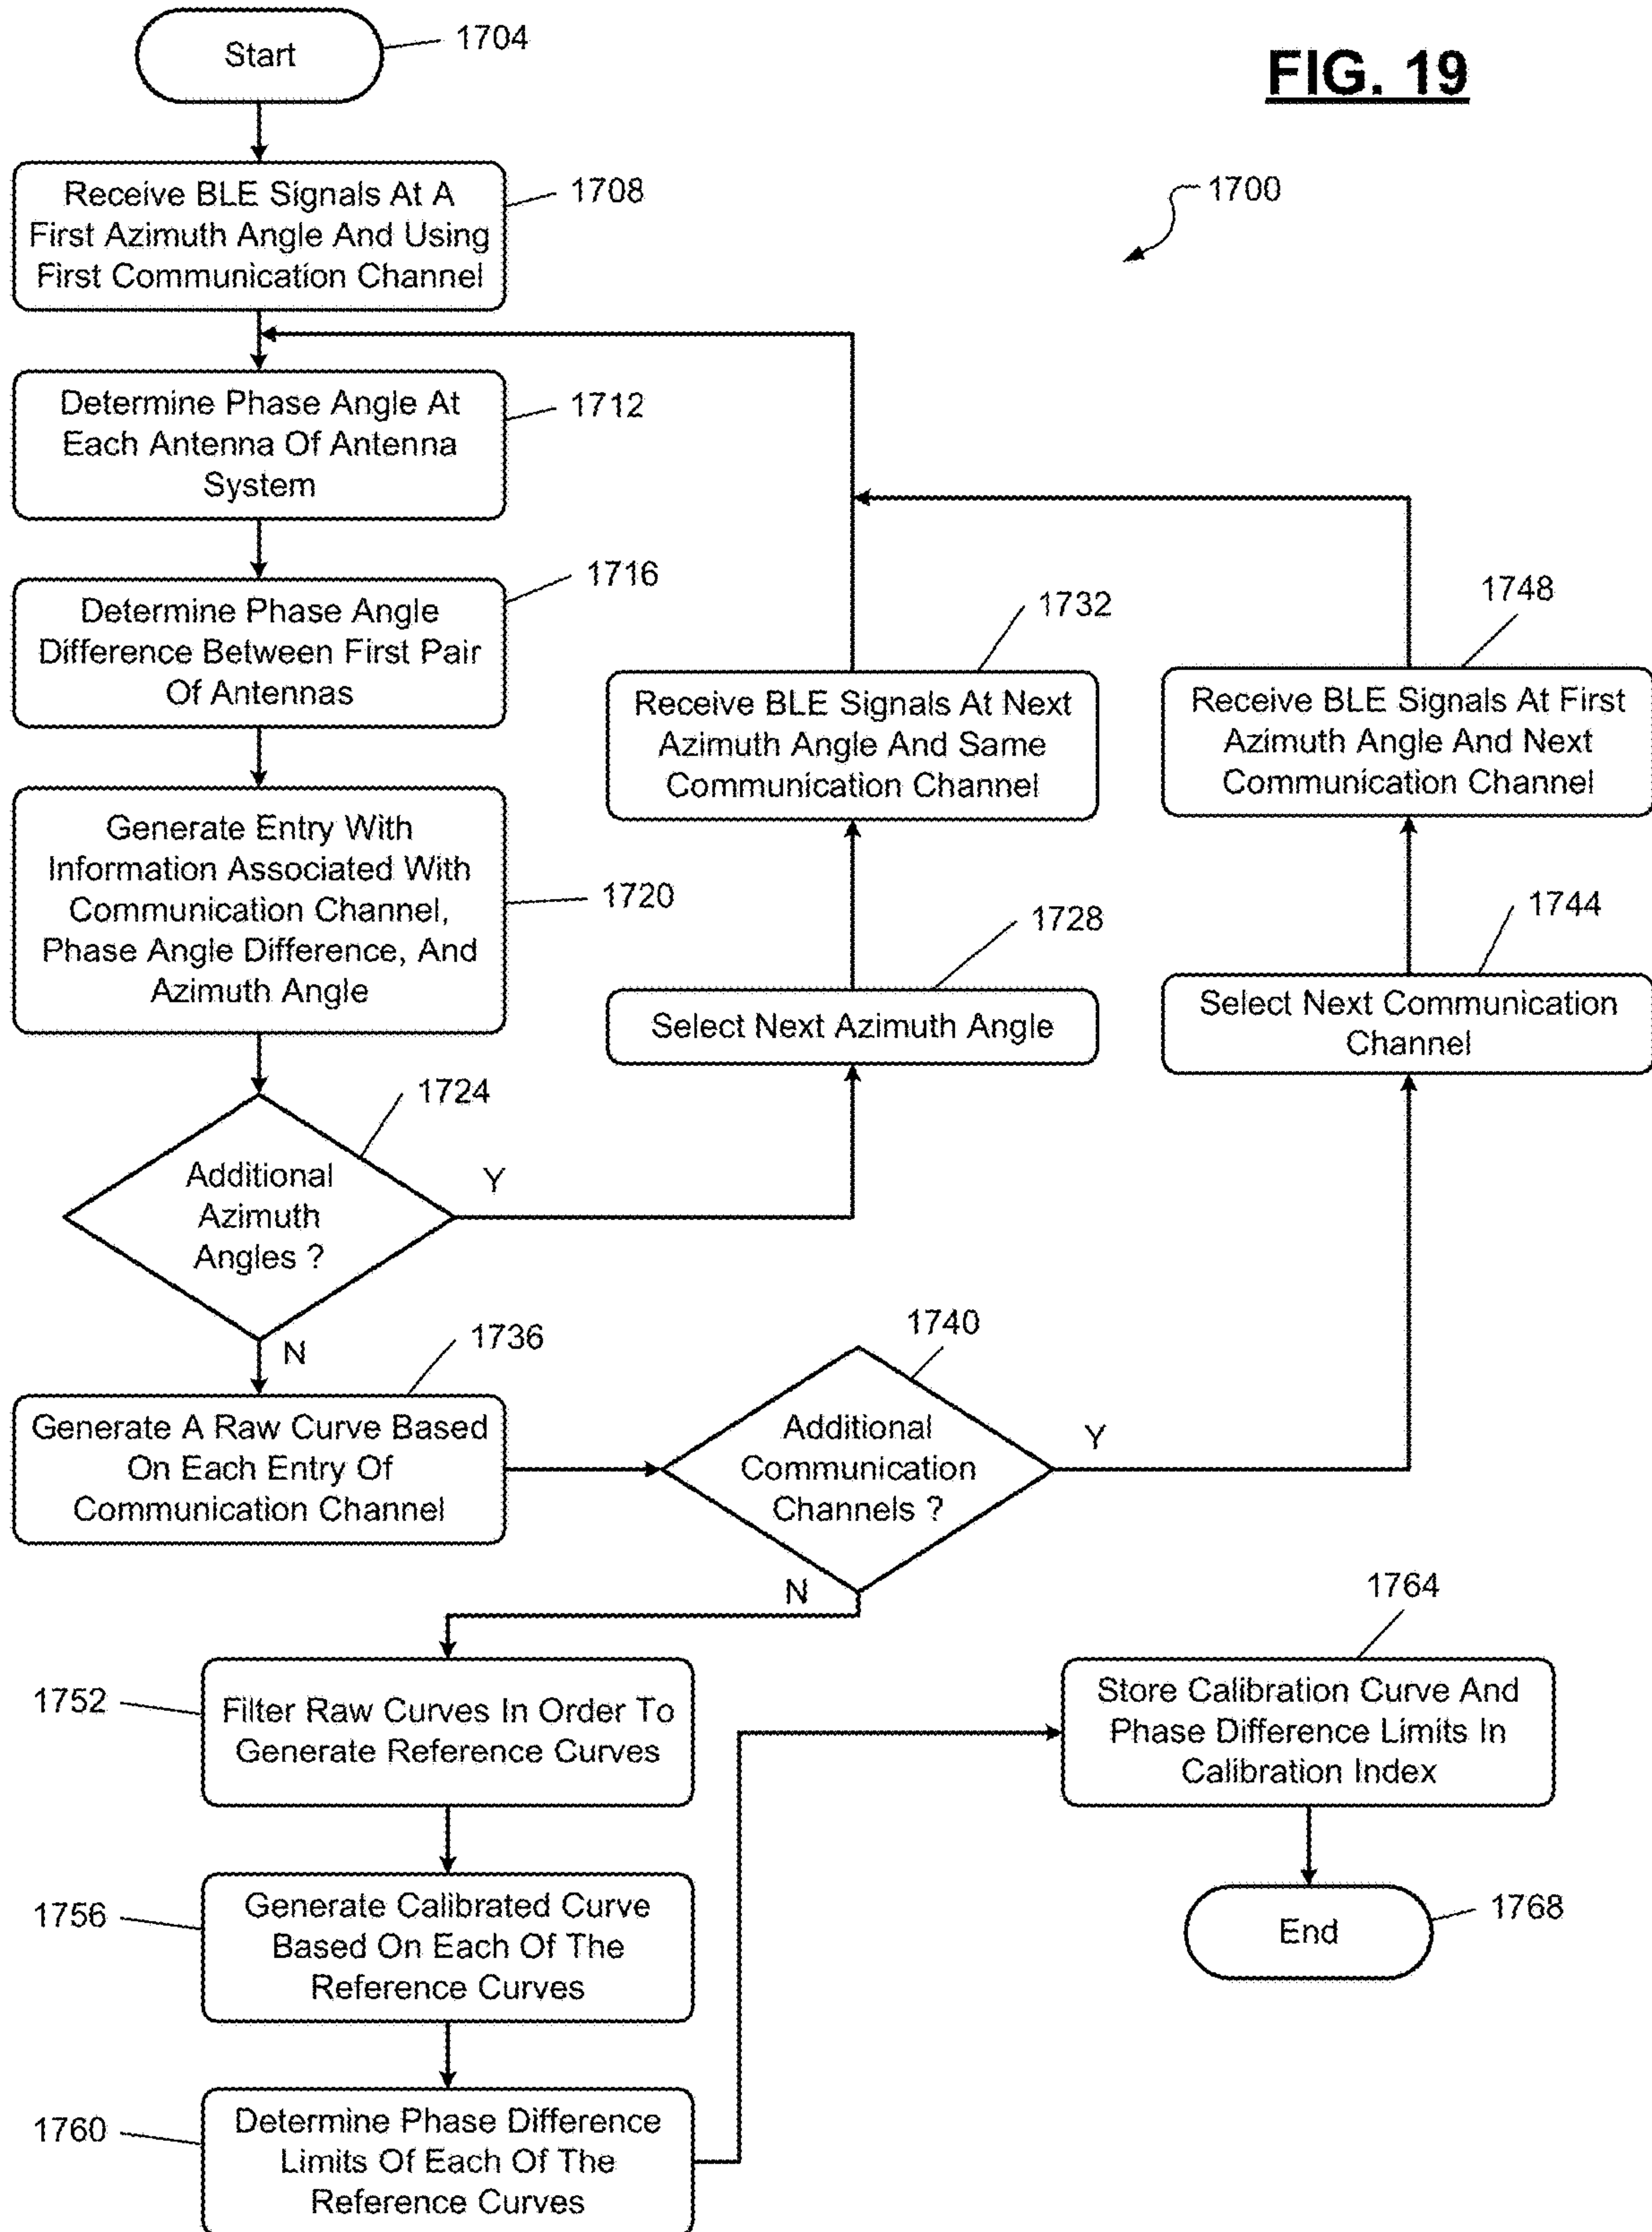 FIG. 19
1700
Start
1704
Receive BLE Signals At A
First Azimuth Angle And Using
First Communication Channel
1708
Determine Phase Angle At
Each Antenna Of Antenna
System
1712
Determine Phase Angle
Difference Between First Pair
Of Antennas
1716
Generate Entry With
Information Associated With
Communication Channel,
Phase Angle Difference, And
Azimuth Angle
1720
Additional
Azimuth
Angles ?
1724
Y
N
Select Next Azimuth Angle
1728
Receive BLE Signals At Next
Azimuth Angle And Same
Communication Channel
1732
Generate A Raw Curve Based
On Each Entry Of
Communication Channel
1736
Additional
Communication
Channels ?
1740
Y
N
Select Next Communication
Channel
1744
Receive BLE Signals At First
Azimuth Angle And Next
Communication Channel
1748
Filter Raw Curves In Order To
Generate Reference Curves
1752
Generate Calibrated Curve
Based On Each Of The
Reference Curves
1756
Determine Phase Difference
Limits Of Each Of The
Reference Curves
1760
Store Calibration Curve And
Phase Difference Limits In
Calibration Index
1764
End
1768